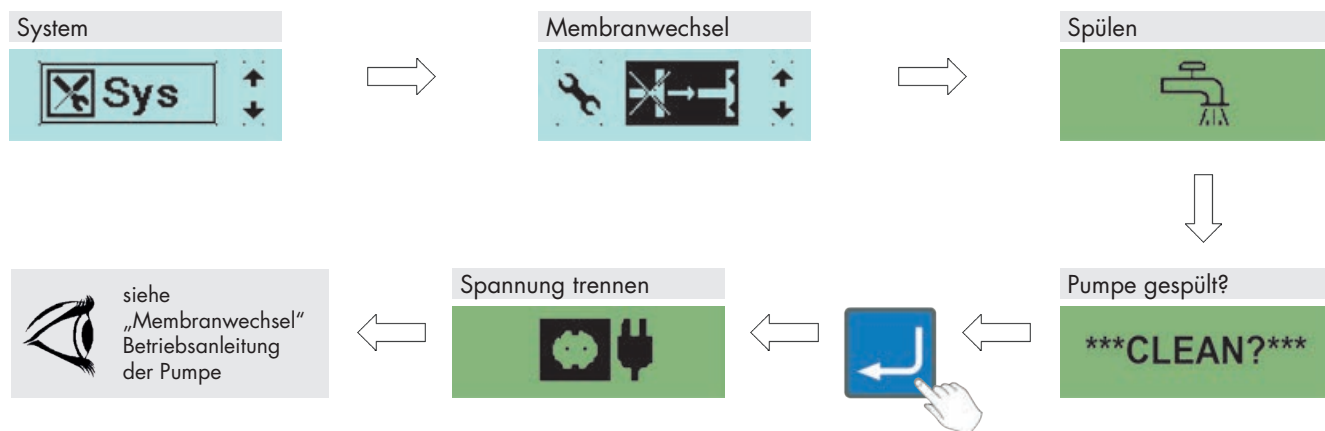 System
Sys
Membranwechsel
Spülen
Pumpe gespült?
***CLEAN?***
Spannung trennen
siehe
„Membranwechsel“
Betriebsanleitung
der Pumpe